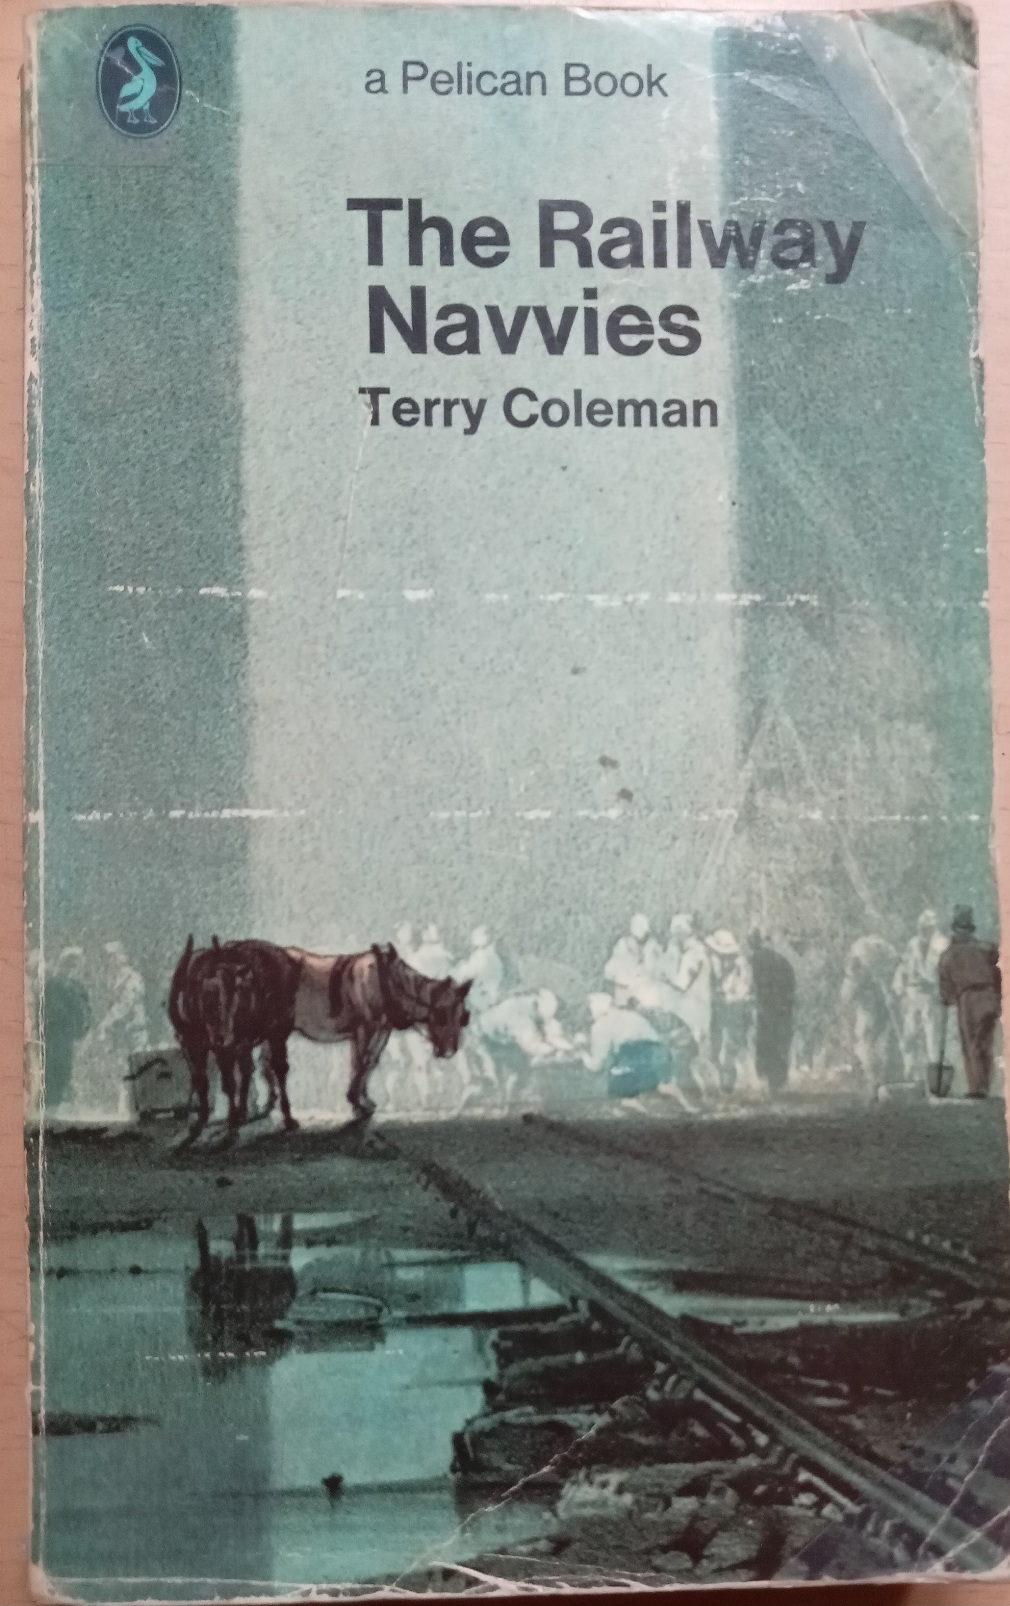 a Pelican Book
The Railway
Navvies
Terry Coleman